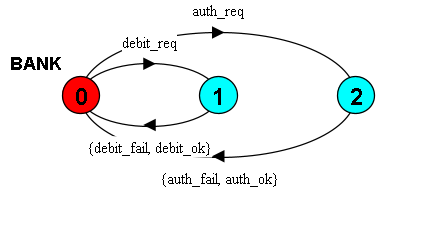 auth_req
debit_req
BANK
0
1
2
{debit_fail, debit_ok}
{auth_fail, auth_ok}